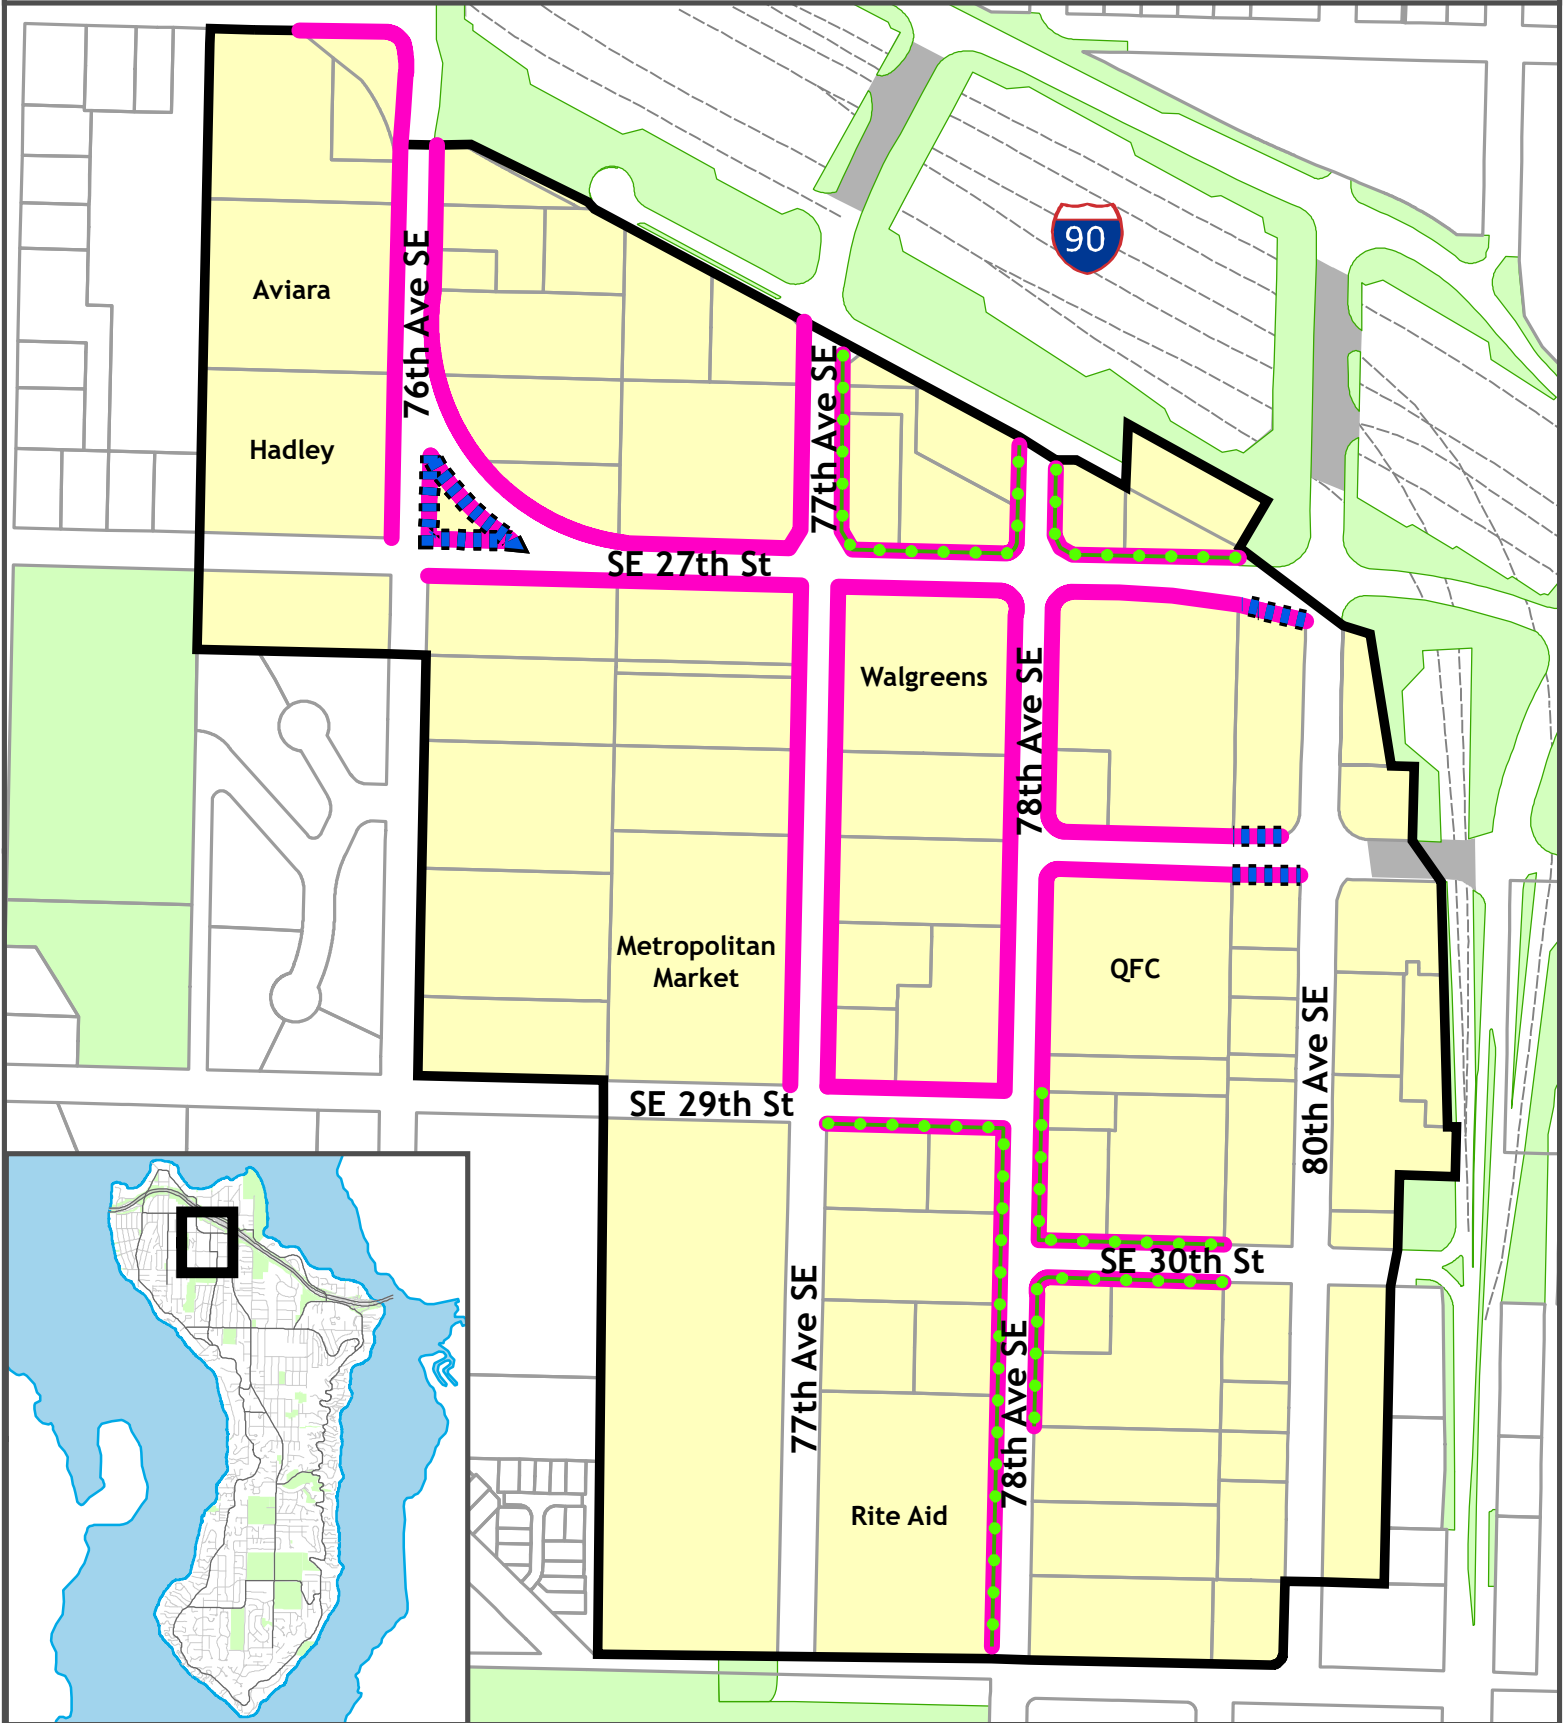 90
76th Ave SE
Aviara
77th Ave SE
Hadley
SE 27th St
Walgreens
78th Ave SE
Metropolitan
Market
QFC
80th Ave SE
SE 29th St
SE 30th St
77th Ave SE
78th Ave SE
Rite Aid